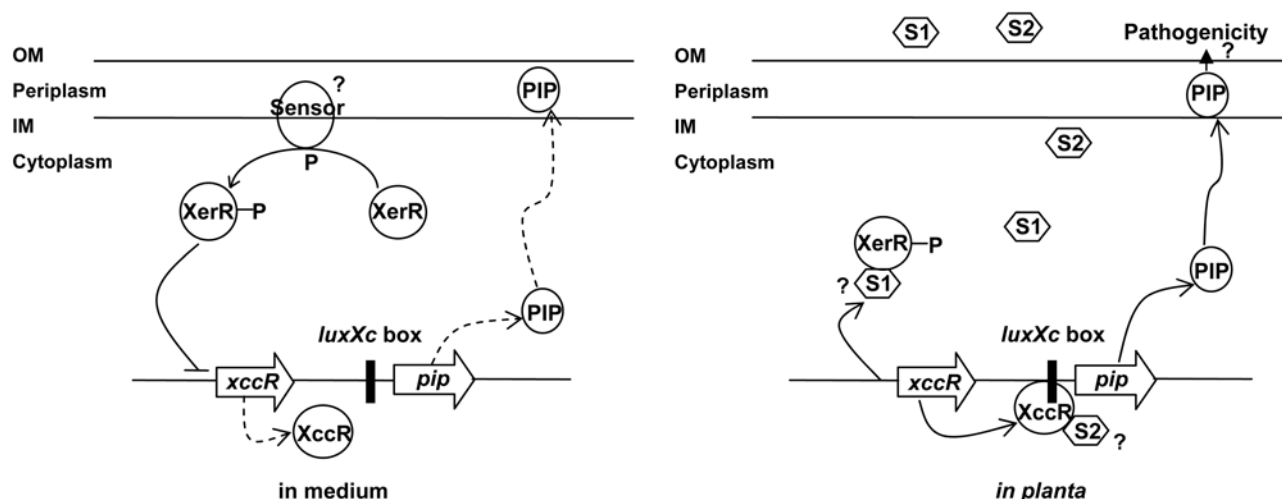 OM
Periplasm
IM
Cytoplasm
Sensor
?
P
XerR
P
XerR
PIP
PIP
luxXc box
xccR
pip
XccR
in medium
S1
S2
Pathogenicity
?
OM
Periplasm
IM
Cytoplasm
PIP
S2
S1
XerR
P
?
S1
PIP
luxXc box
xccR
pip
XccR
S2
?
in planta